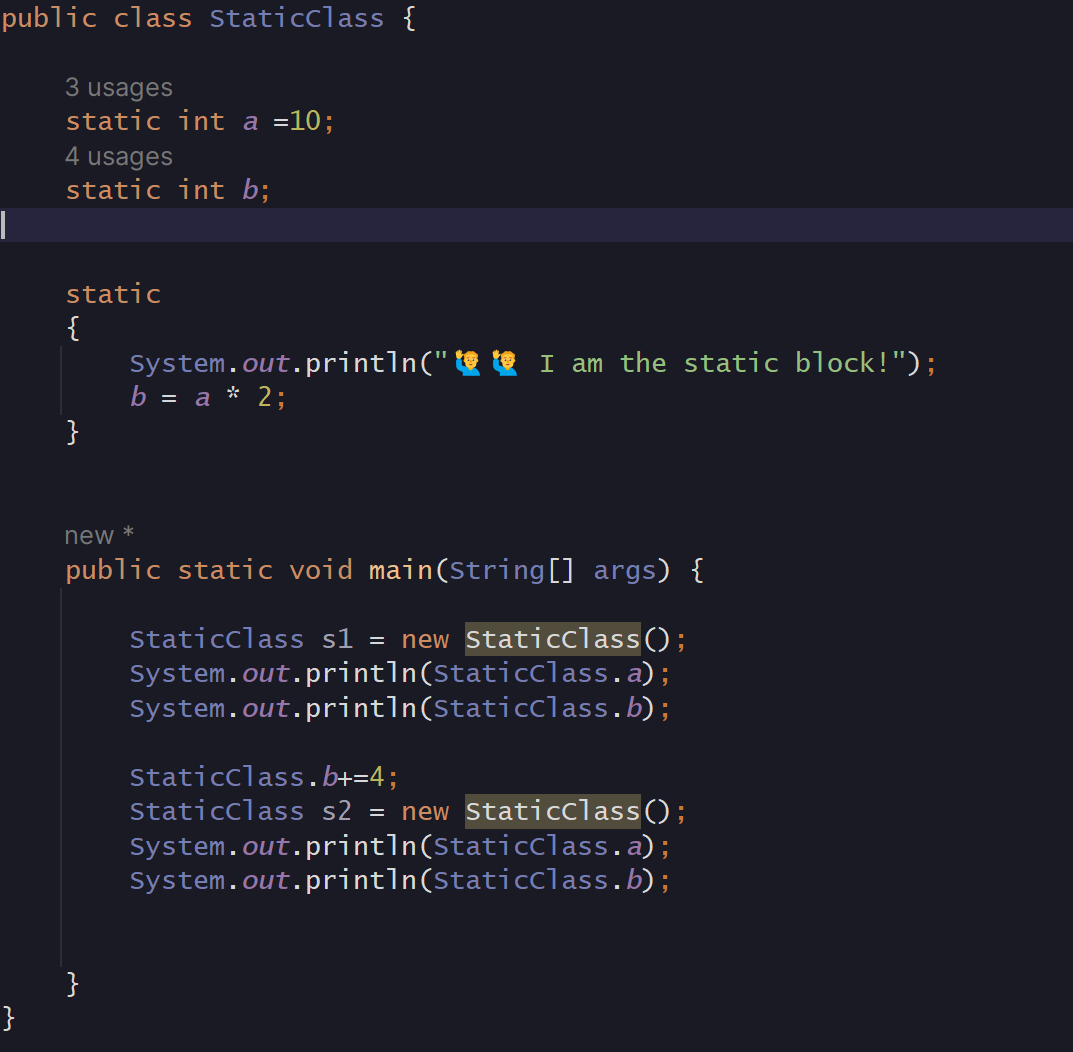 public class StaticClass {
3 usages
static int a =10;
4 usages
static int b;
static
{
System.out.println("🙋‍♂️🙋‍♂️ I am the static block!");
b = a * 2;
}
new *
public static void main(String[] args) {
StaticClass s1 = new StaticClass();
System.out.println(StaticClass.a);
System.out.println(StaticClass.b);
StaticClass.b+=4;
StaticClass s2 = new StaticClass();
System.out.println(StaticClass.a);
System.out.println(StaticClass.b);
}
}